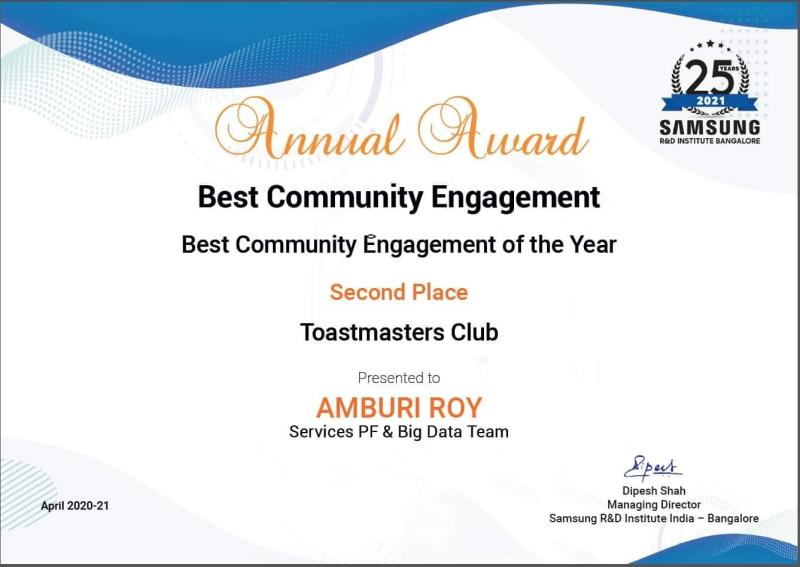 25
YEARS
2021
SAMSUNG
R&D INSTITUTE BANGALORE
Annual Award
Best Community Engagement
Best Community Engagement of the Year
Second Place
Toastmasters Club
Presented to
AMBURI ROY
Services PF & Big Data Team
Dipesh
Dipesh Shah
Managing Director
Samsung R&D Institute India – Bangalore
April 2020-21